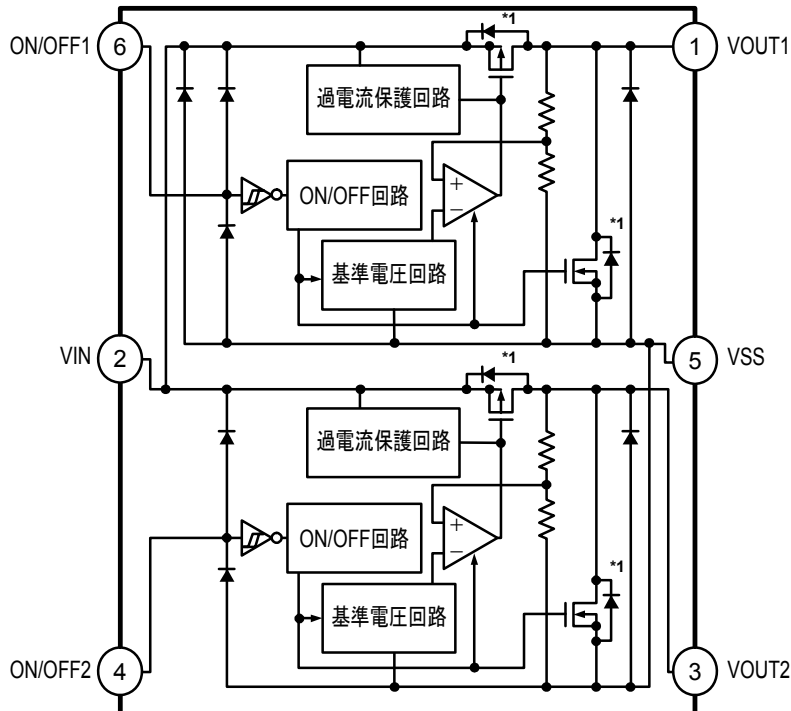 ON/OFF1
6
*1
1
VOUT1
過電流保護回路
ON/OFF回路
+
−
*1
基準電圧回路
VIN
2
5
VSS
*1
過電流保護回路
ON/OFF回路
+
−
*1
基準電圧回路
ON/OFF2
4
3
VOUT2